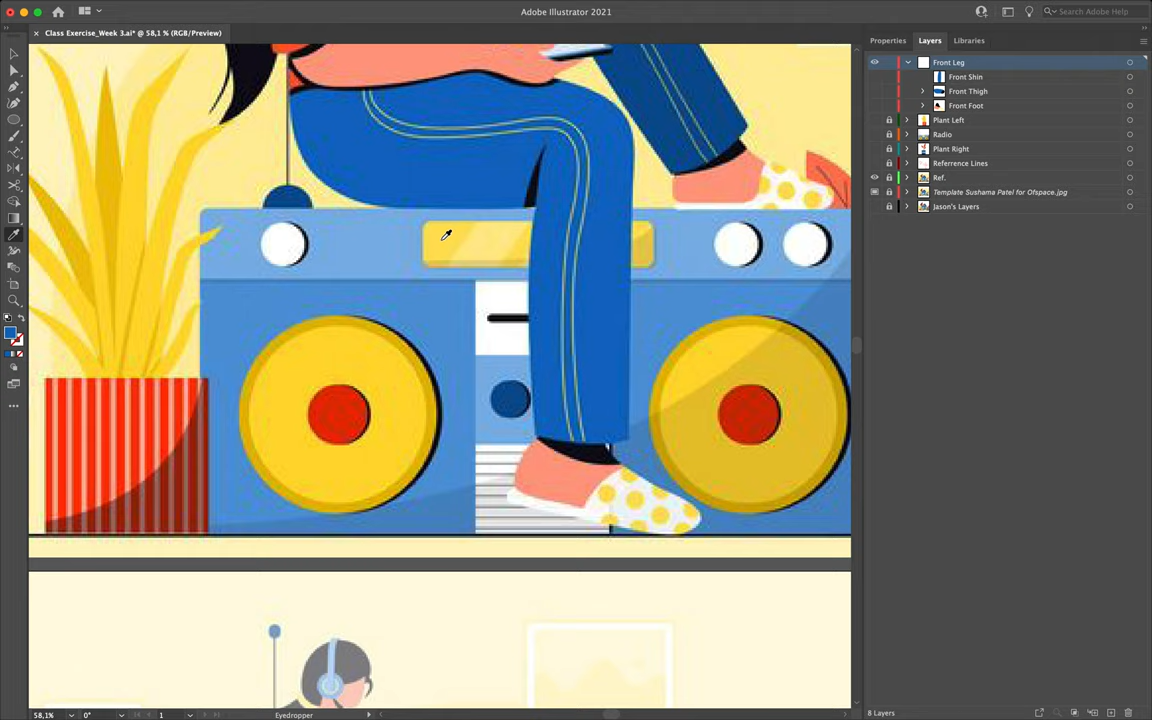 Adobe Illustrator 2021
Search Adobe Help
Class Exercise_Week 3.ai* @ 58,1 % (RGB/Preview)
Properties
Layers
Libraries
Front Leg
Front Shin
Front Thigh
Front Foot
Plant Left
Radio
Plant Right
Referrence Lines
Ref.
Template Sushama Patel for Ofspace.jpg
Jason's Layers
58,1%
0°
1
Eyedropper
8 Layers